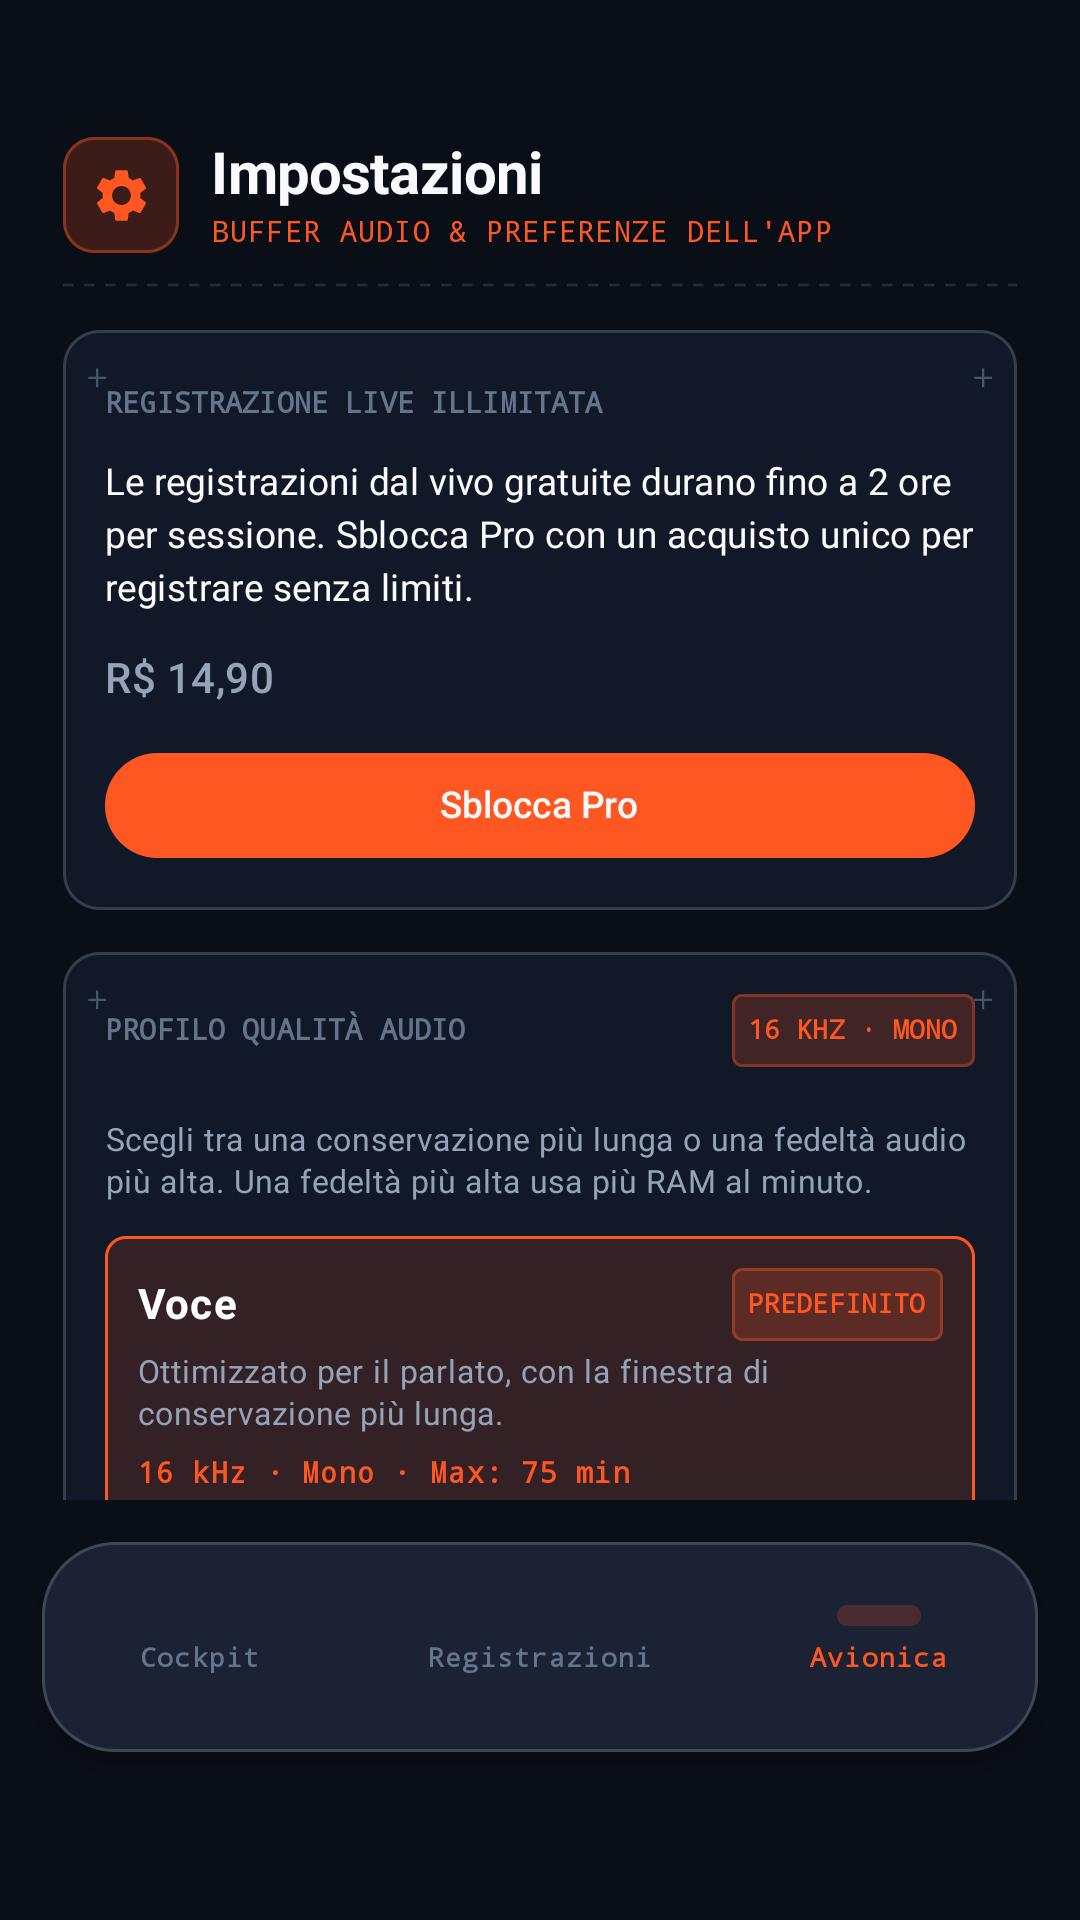 Impostazioni
BUFFER AUDIO & PREFERENZE DELL'APP
REGISTRAZIONE LIVE ILLIMITATA
Le registrazioni dal vivo gratuite durano fino a 2 ore
per sessione. Sblocca Pro con un acquisto unico per
registrare senza limiti.
R$ 14,90
Sblocca Pro
PROFILO QUALITÀ AUDIO
16 KHZ · MONO
Scegli tra una conservazione più lunga o una fedeltà audio
più alta. Una fedeltà più alta usa più RAM al minuto.
Voce
PREDEFINITO
Ottimizzato per il parlato, con la finestra di
conservazione più lunga.
16 kHz · Mono · Max: 75 min
Cockpit
Registrazioni
Avionica